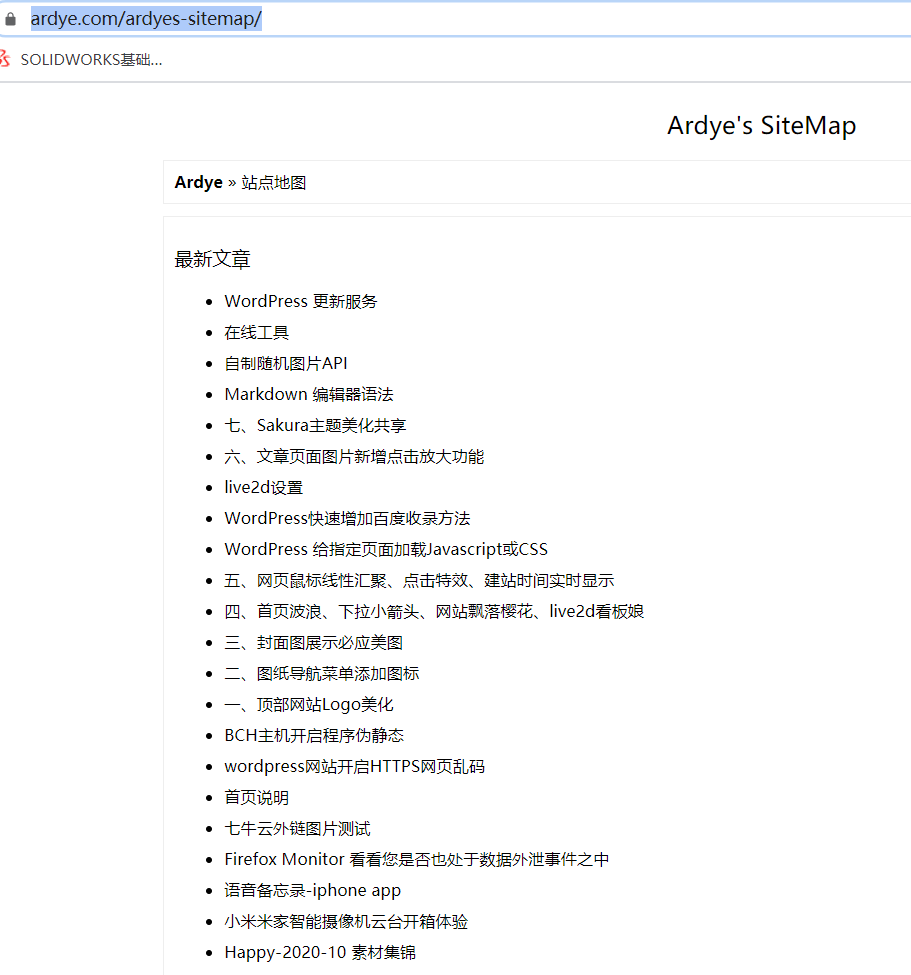 ardye.com/ardyes-sitemap/
SOLIDWORKS基础...
Ardye's SiteMap
Ardye » 站点地图
最新文章
WordPress 更新服务
在线工具
自制随机图片API
Markdown 编辑器语法
七、Sakura主题美化共享
六、文章页面图片新增点击放大功能
live2d设置
WordPress快速增加百度收录方法
WordPress 给指定页面加载Javascript或CSS
五、网页鼠标线性汇聚、点击特效、建站时间实时显示
四、首页波浪、下拉小箭头、网站飘落樱花、live2d看板娘
三、封面图展示必应美图
二、图纸导航菜单添加图标
一、顶部网站Logo美化
BCH主机开启程序伪静态
wordpress网站开启HTTPS网页乱码
首页说明
七牛云外链图片测试
Firefox Monitor 看看您是否也处于数据外泄事件之中
语音备忘录-iphone app
小米米家智能摄像机云台开箱体验
Happy-2020-10 素材集锦